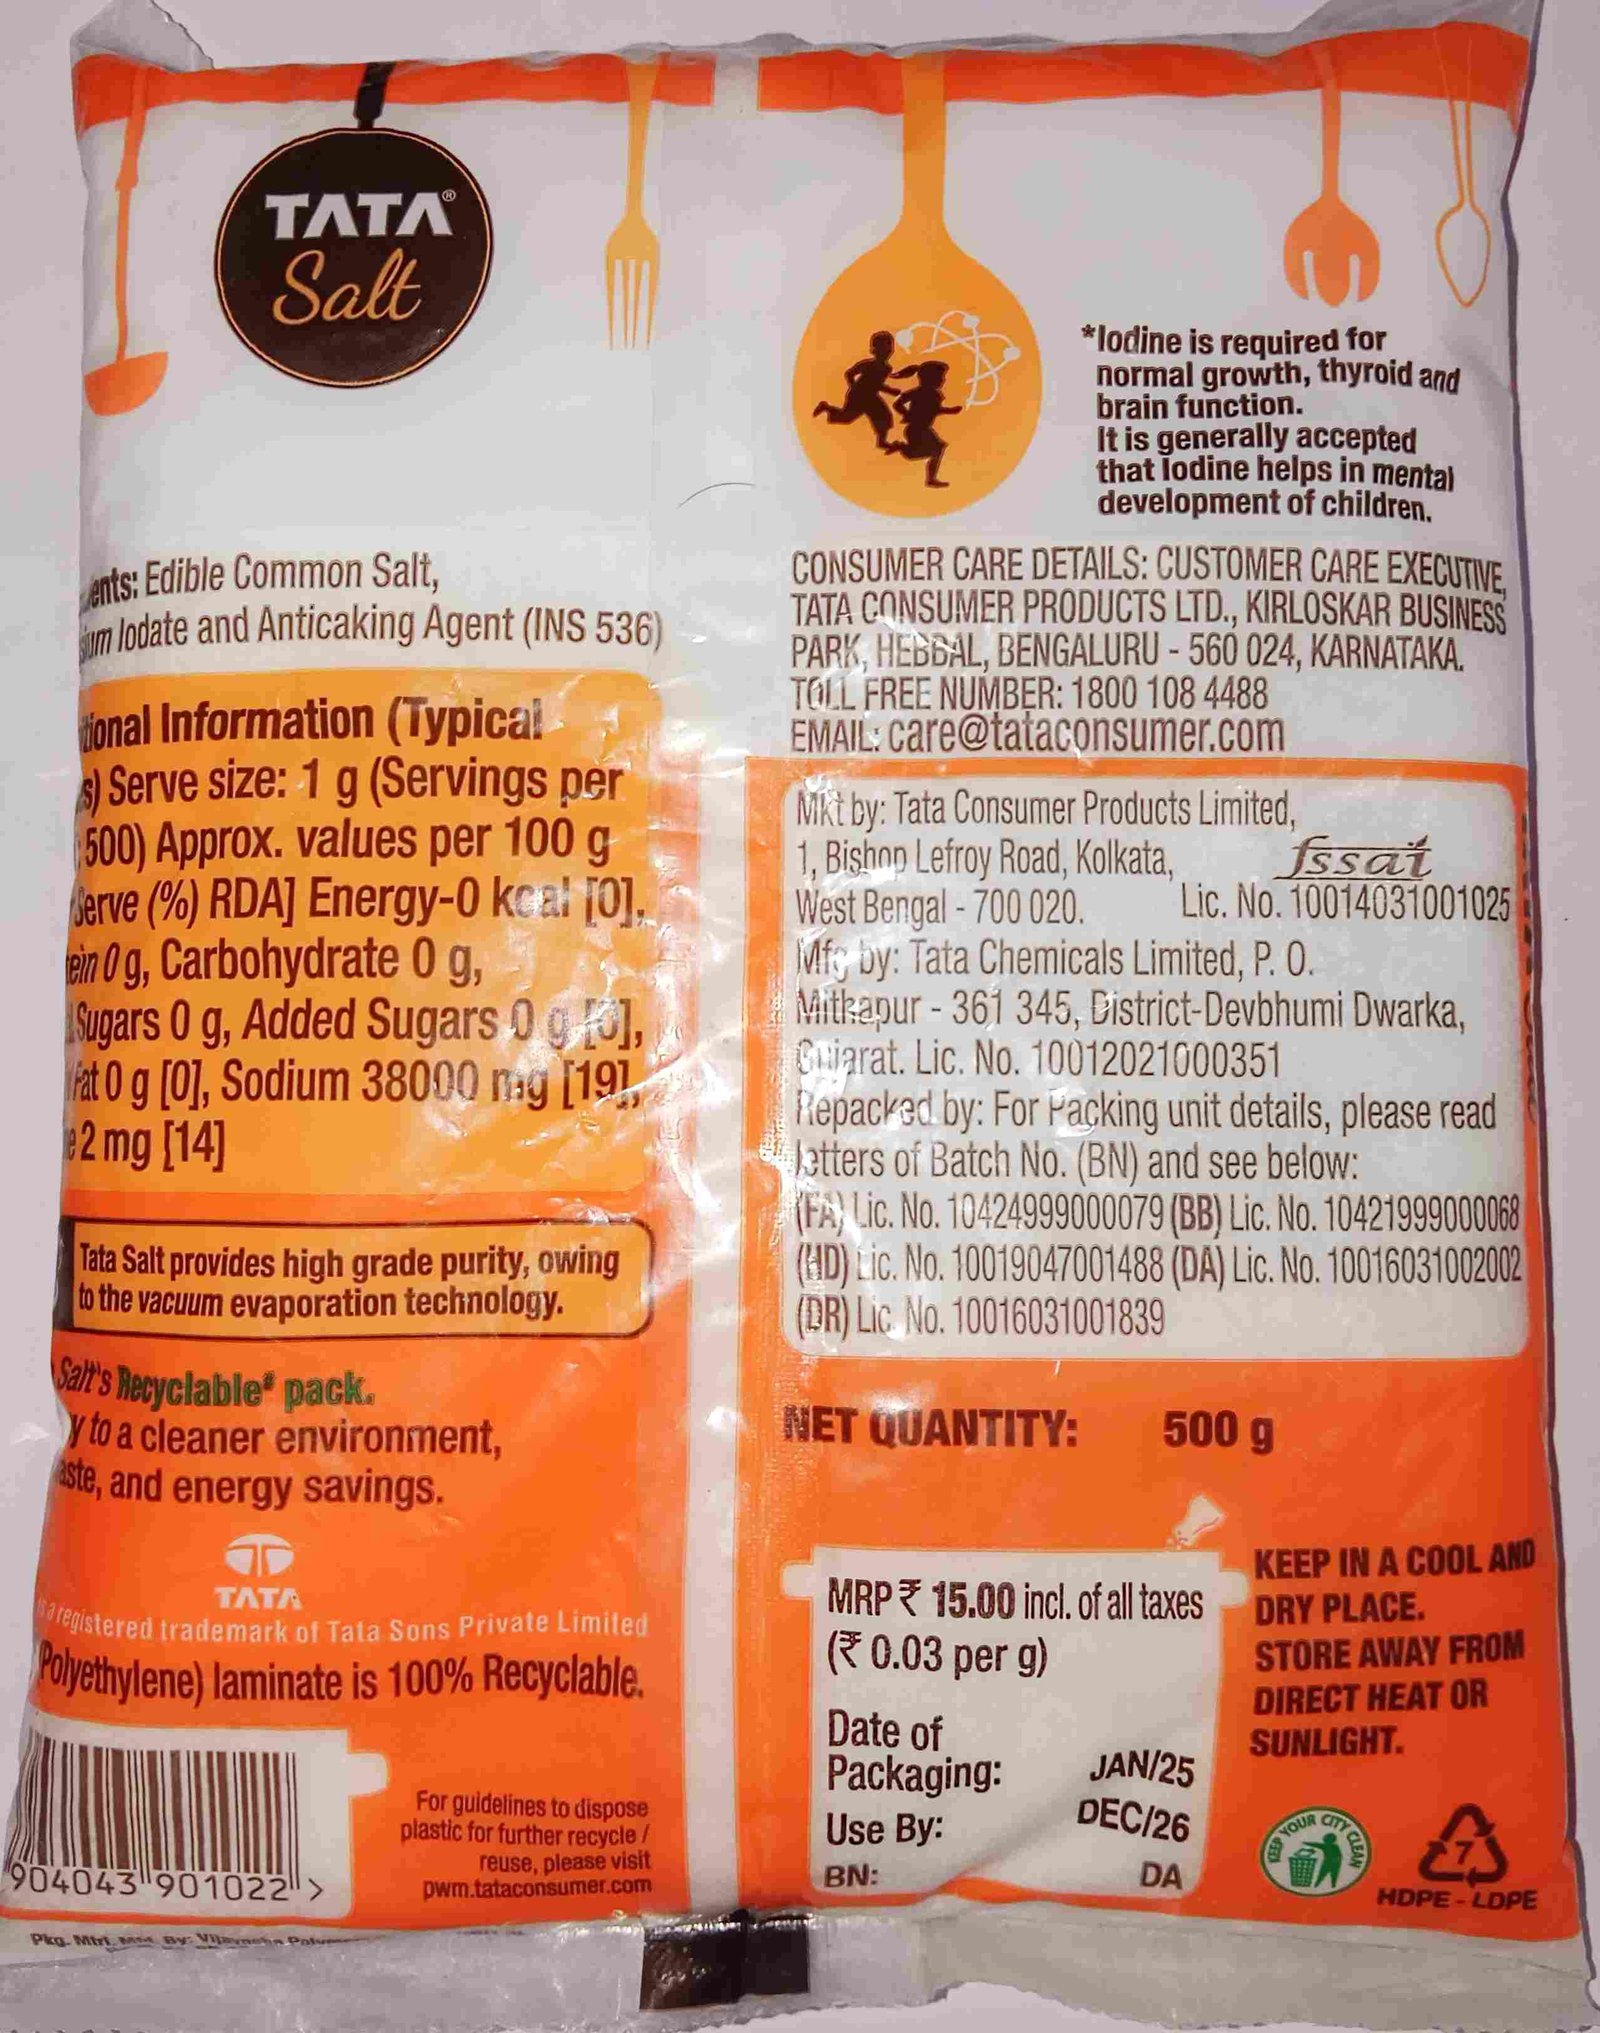 TATA®
Salt
Edible Common Salt,
Iodate and Anticaking Agent (INS 536)
Information (Typical
Serve size: 1 g (Servings per
500) Approx. values per 100 g
Serve (%) RDA] Energy-0 kcal [0],
0 g, Carbohydrate 0 g,
Sugars 0 g, Added Sugars 0 g [0],
Fat 0 g [0], Sodium 38000 mg [19],
2 mg [14]
Tata Salt provides high grade purity, owing
to the vacuum evaporation technology.
Salt's Recyclable# pack.
to a cleaner environment,
and energy savings.
TATA
is a registered trademark of Tata Sons Private Limited
(Polyethylene) laminate is 100% Recyclable.
904043 901022 >
For guidelines to dispose
plastic for further recycle /
reuse, please visit
pwm.tataconsumer.com
Pkg. Mtrl. By:
*Iodine is required for
normal growth, thyroid and
brain function.
It is generally accepted
that Iodine helps in mental
development of children.
CONSUMER CARE DETAILS: CUSTOMER CARE EXECUTIVE,
TATA CONSUMER PRODUCTS LTD., KIRLOSKAR BUSINESS
PARK, HEBBAL, BENGALURU - 560 024, KARNATAKA.
TOLL FREE NUMBER: 1800 108 4488
EMAIL: care@tataconsumer.com
Mkt by: Tata Consumer Products Limited,
1, Bishop Lefroy Road, Kolkata, fssai
West Bengal - 700 020. Lic. No. 10014031001025
Mfg by: Tata Chemicals Limited, P. O.
Mithapur - 361 345, District-Devbhumi Dwarka,
Gujarat. Lic. No. 10012021000351
Repacked by: For Packing unit details, please read
letters of Batch No. (BN) and see below:
(FA) Lic. No. 10424999000079 (BB) Lic. No. 10421999000068
(HD) Lic. No. 10019047001488 (DA) Lic. No. 10016031002002
(DR) Lic. No. 10016031001839
NET QUANTITY: 500 g
MRP ₹ 15.00 incl. of all taxes
(₹ 0.03 per g)
Date of
Packaging: JAN/25
Use By: DEC/26
BN: DA
KEEP IN A COOL AND
DRY PLACE.
STORE AWAY FROM
DIRECT HEAT OR
SUNLIGHT.
KEEP YOUR CITY CLEAN
7
HDPE - LDPE